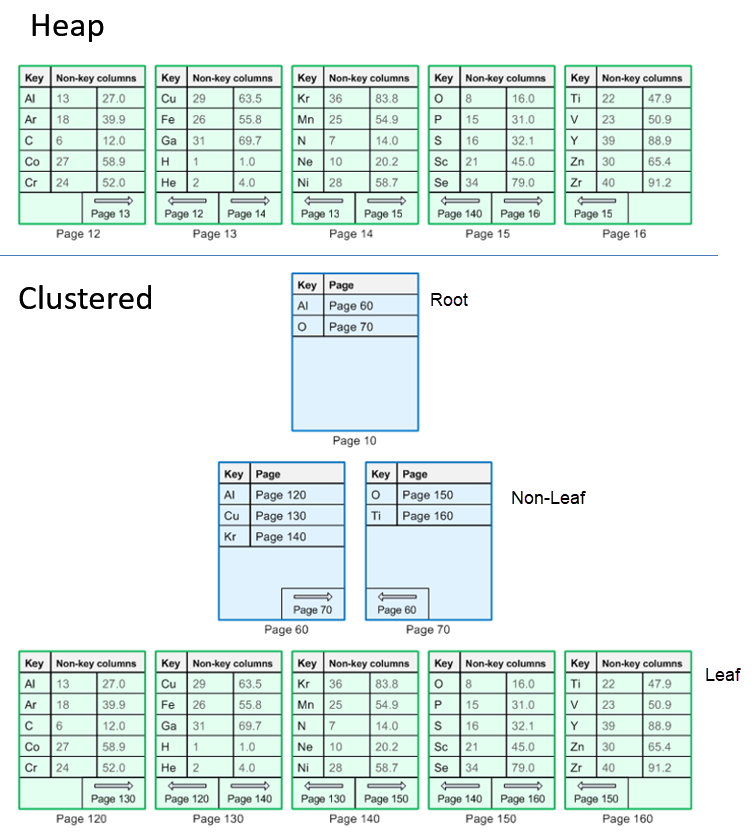 Heap
Key Non-key columns Key Non-key columns Key Non-key columns Key Non-key columns Key Non-key columns
Al 13 27.0 Cu 29 63.5 Kr 36 83.8 O 8 16.0 Ti 22 47.9
Ar 18 39.9 Fe 26 55.8 Mn 25 54.9 P 15 31.0 V 23 50.9
C 6 12.0 Ga 31 69.7 N 7 14.0 S 16 32.1 Y 39 88.9
Co 27 58.9 H 1 1.0 Ne 10 20.2 Sc 21 45.0 Zn 30 65.4
Cr 24 52.0 He 2 4.0 Ni 28 58.7 Se 34 79.0 Zr 40 91.2
Page 13 Page 12 Page 14 Page 13 Page 15 Page 140 Page 16 Page 15
Page 12 Page 13 Page 14 Page 15 Page 16
Clustered
Key Page
Root
Al Page 60
O Page 70
Page 10
Key Page Key Page
Al Page 120 O Page 150
Non-Leaf
Cu Page 130 Ti Page 160
Kr Page 140
Page 70 Page 60
Page 60 Page 70
Key Non-key columns Key Non-key columns Key Non-key columns Key Non-key columns Key Non-key columns
Leaf
Al 13 27.0 Cu 29 63.5 Kr 36 83.8 O 8 16.0 Ti 22 47.9
Ar 18 39.9 Fe 26 55.8 Mn 25 54.9 P 15 31.0 V 23 50.9
C 6 12.0 Ga 31 69.7 N 7 14.0 S 16 32.1 Y 39 88.9
Co 27 58.9 H 1 1.0 Ne 10 20.2 Sc 21 45.0 Zn 30 65.4
Cr 24 52.0 He 2 4.0 Ni 28 58.7 Se 34 79.0 Zr 40 91.2
Page 130 Page 120 Page 140 Page 130 Page 150 Page 140 Page 160 Page 150
Page 120 Page 130 Page 140 Page 150 Page 160